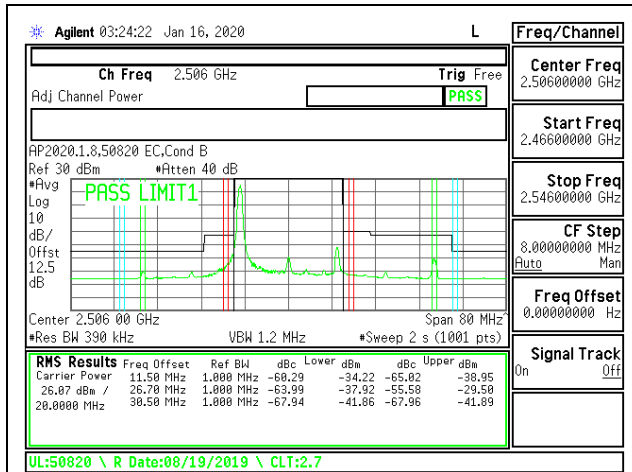 Agilent 03:24:22 Jan 16, 2020 L
Freq/Channel
Ch Freq 2.506 GHz Trig Free
Adj Channel Power PASS
Center Freq
2.50600000 GHz
Start Freq
2.46600000 GHz
Stop Freq
2.54600000 GHz
CF Step
8.00000000 MHz
Auto Man
Freq Offset
0.00000000 Hz
Signal Track
On Off
AP2020.1.8,50820 EC,Cond B
Ref 30 dBm #Atten 40 dB
#Avg
Log
10
dB/
Offst
12.5
dB
PASS LIMIT1
Center 2.506 00 GHz Span 80 MHz
#Res BW 390 kHz VBW 1.2 MHz #Sweep 2 s (1001 pts)
RMS Results Freq Offset Ref BW dBc Lower dBm dBc Upper dBm
Carrier Power 11.50 MHz 1.000 MHz -60.29 -34.22 -65.02 -38.95
26.07 dBm / 26.70 MHz 1.000 MHz -63.99 -37.92 -55.58 -29.50
20.0000 MHz 30.50 MHz 1.000 MHz -67.94 -41.86 -67.96 -41.89
UL:50820 \ R Date:08/19/2019 \ CLT:2.7